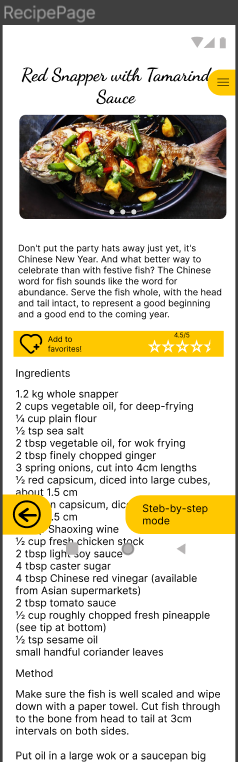 RecipePage
Red Snapper with Tamarind
Sauce
Don't put the party hats away just yet, it's
Chinese New Year. And what better way to
celebrate than with festive fish? The Chinese
word for fish sounds like the word for
abundance. Serve the fish whole, with the head
and tail intact, to represent a good beginning
and a good end to the coming year.
Add to
favorites!
4.5/5
Ingredients
1.2 kg whole snapper
2 cups vegetable oil, for deep-frying
¼ cup plain flour
½ tsp sea salt
2 tbsp vegetable oil, for wok frying
2 tbsp finely chopped ginger
3 spring onions, cut into 4cm lengths
½ red capsicum, diced into large cubes,
about 1.5 cm
capsicum, dic
.5 cm
Shaoxing wine
½ cup fresh chicken stock
2 tbsp light soy sauce
4 tbsp caster sugar
4 tbsp Chinese red vinegar (available
from Asian supermarkets)
2 tbsp tomato sauce
½ cup roughly chopped fresh pineapple
(see tip at bottom)
½ tsp sesame oil
small handful coriander leaves
Steb-by-step
mode
Method
Make sure the fish is well scaled and wipe
down with a paper towel. Cut fish through
to the bone from head to tail at 3cm
intervals on both sides.
Put oil in a large wok or a saucepan big